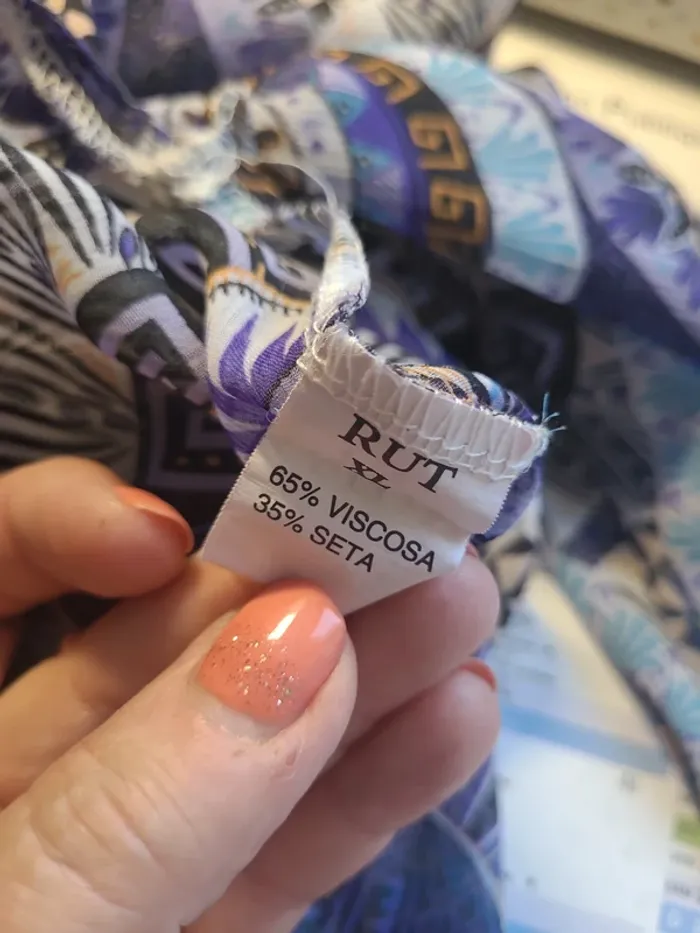 RUT
XL
65% VISCOSA
35% SETA